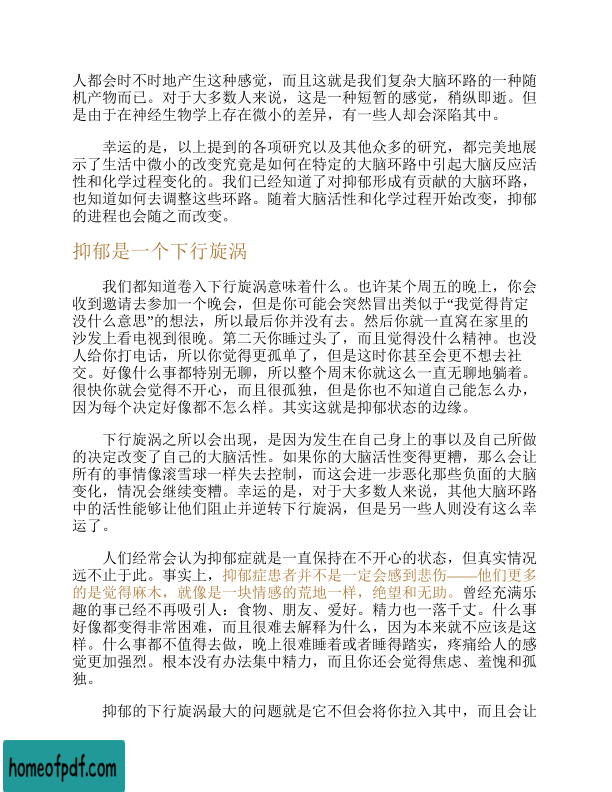 人都会时不时地产生这种感觉，而且这就是我们复杂大脑环路的一种随
机产物而已。对于大多数人来说，这是一种短暂的感觉，稍纵即逝。但
是由于在神经生物学上存在微小的差异，有一些人却会深陷其中。
幸运的是，以上提到的各项研究以及其他众多的研究，都完美地展
示了生活中微小的改变究竟是如何在特定的大脑环路中引起大脑反应活
性和化学过程变化的。我们已经知道了对抑郁形成有贡献的大脑环路，
也知道如何去调整这些环路。随着大脑活性和化学过程开始改变，抑郁
的进程也会随之而改变。
抑郁是一个下行旋涡
我们都知道卷入下行旋涡意味着什么。也许某个周五的晚上，你会
收到邀请去参加一个晚会，但是你可能会突然冒出类似于“我觉得肯定
没什么意思”的想法，所以最后你并没有去。然后你就一直窝在家里的
沙发上看电视到很晚。第二天你睡过头了，而且觉得没什么精神。也没
人给你打电话，所以你觉得更孤单了，但是这时你甚至会更不想去社
交。好像什么事都特别无聊，所以整个周末你就这么一直无聊地躺着。
很快你就会觉得不开心，而且很孤独，但是你也不知道自己能怎么办，
因为每个决定好像都不怎么样。其实这就是抑郁状态的边缘。
下行旋涡之所以会出现，是因为发生在自己身上的事以及自己所做
的决定改变了自己的大脑活性。如果你的大脑活性变得更糟，那么会让
所有的事情像滚雪球一样失去控制，而这会进一步恶化那些负面的大脑
变化，情况会继续变糟。幸运的是，对于大多数人来说，其他大脑环路
中的活性能够让他们阻止并逆转下行旋涡，但是另一些人则没有这么幸
运了。
人们经常会认为抑郁症就是一直保持在不开心的状态，但真实情况
远不止于此。事实上，抑郁症患者并不是一定会感到悲伤——他们更多
的是觉得麻木，就像是一块情感的荒地一样，绝望和无助。曾经充满乐
趣的事已经不再吸引人：食物、朋友、爱好。精力也一落千丈。什么事
好像都变得非常困难，而且很难去解释为什么，因为本来就不应该是这
样。什么事都不值得去做，晚上很难睡着或者睡得踏实，疼痛给人的感
觉更加强烈。根本没有办法集中精力，而且你还会觉得焦虑、羞愧和孤
独。
抑郁的下行旋涡最大的问题就是它不但会将你拉入其中，而且会让
homeofpdf.com